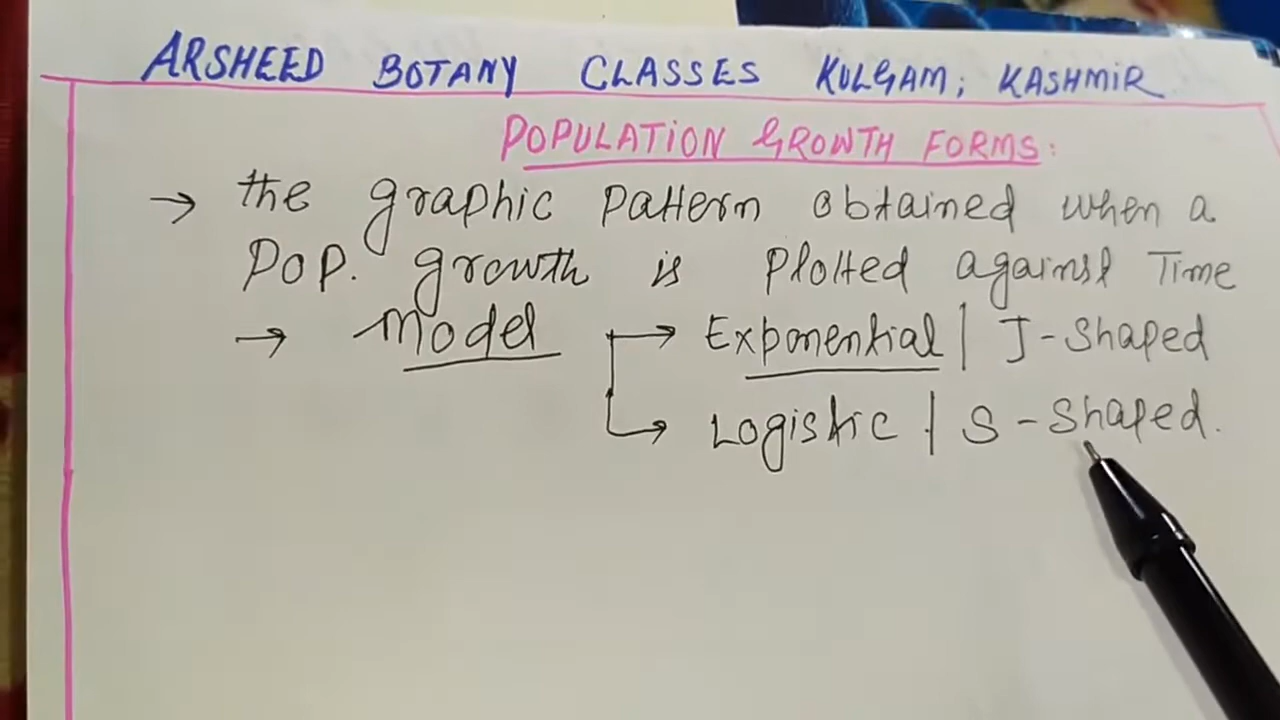 ARSHEED BOTANY CLASSES KULGAM; KASHMIR
POPULATION GROWTH FORMS:
→ the graphic pattern obtained when a
Pop. growth is plotted against Time
→ Model → Exponential | J-Shaped
→ Logistic | S-Shaped.